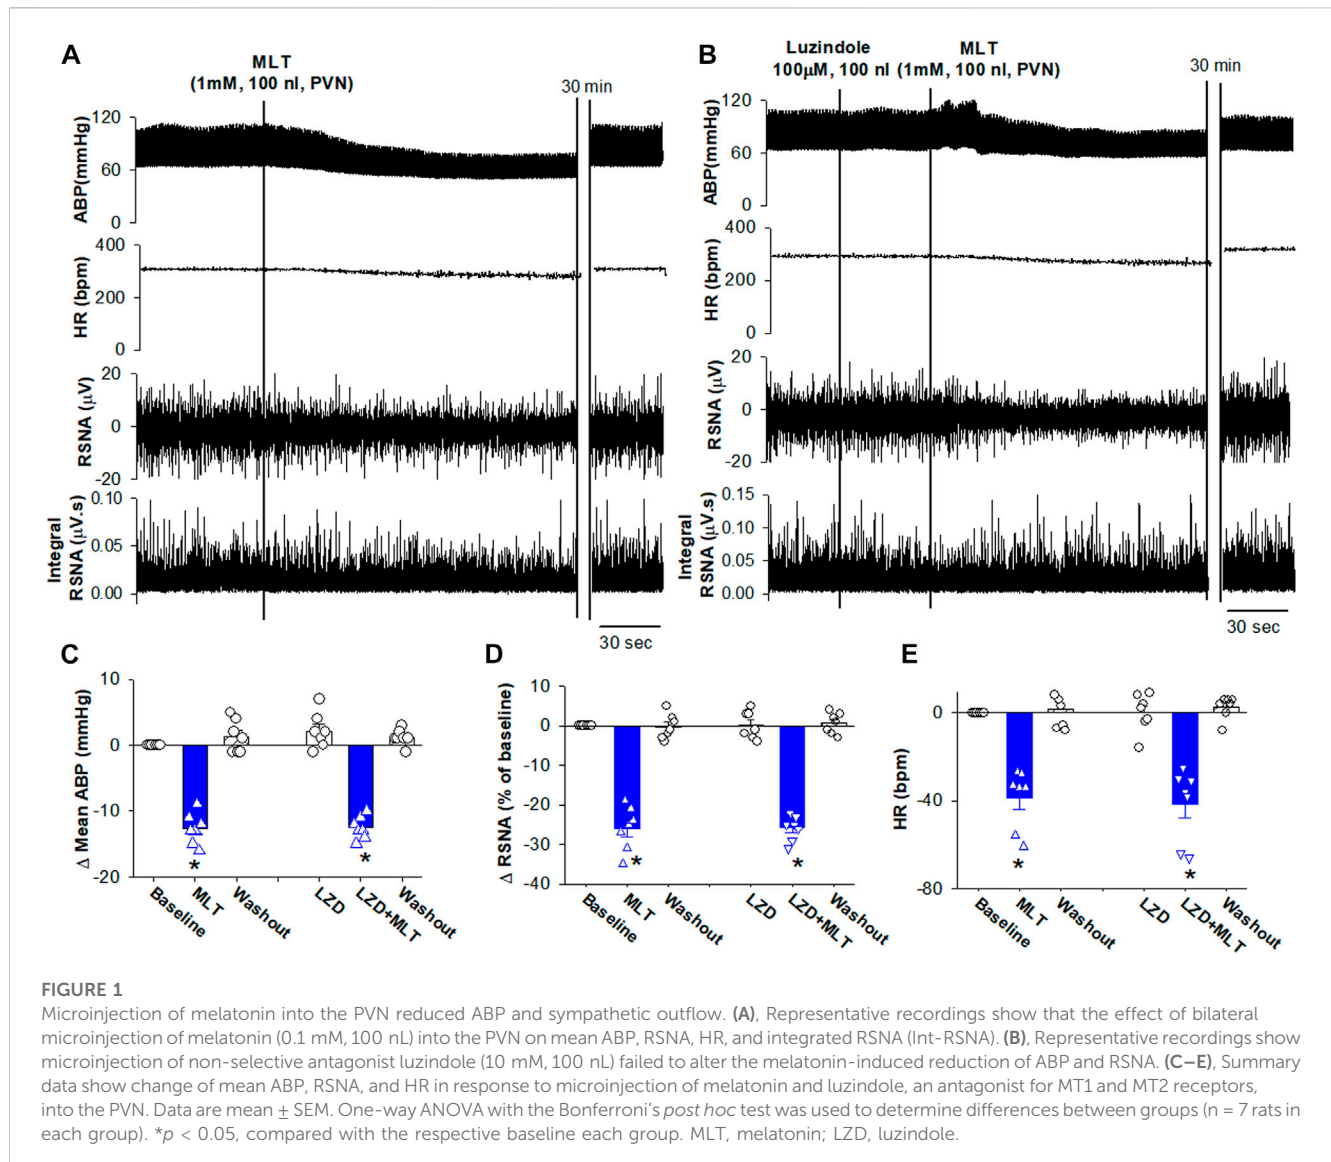 A
MLT
(1mM, 100 nl, PVN)
30 min
120
60
0
ABP(mmHg)
400
200
0
HR (bpm)
20
0
-20
RSNA (μV)
0.10
0.05
0.00
Integral
RSNA (μV.s)
30 sec
B
Luzindole
100μM, 100 nl
MLT
(1mM, 100 nl, PVN)
30 min
120
60
0
ABP(mmHg)
400
200
0
HR (bpm)
20
0
-20
RSNA (μV)
0.15
0.10
0.05
0.00
Integral
RSNA (μV.s)
30 sec
C
10
0
-10
-20
Δ Mean ABP (mmHg)
*
*
Baseline
MLT
Washout
LZD
LZD+MLT
Washout
D
10
0
-10
-20
-30
-40
Δ RSNA (% of baseline)
*
*
Baseline
MLT
Washout
LZD
LZD+MLT
Washout
E
0
-40
-80
HR (bpm)
*
*
Baseline
MLT
Washout
LZD
LZD+MLT
Washout
FIGURE 1
Microinjection of melatonin into the PVN reduced ABP and sypathetic outflow. (A), Representative recordings show that the effect of bilateral
microinjection of melatonin (0.1 mM, 100 nL) into the PVN on mean ABP, RSNA, HR, and integrated RSNA (Int-RSNA). (B), Representative recordings show
microinjection of non-selective antagonist luzindole (10 mM, 100 nL) failed to alter the melatonin-induced reduction of ABP and RSNA. (C–E), Summary
data show change of mean ABP, RSNA, and HR in response to microinjection of melatonin and luzindole, an antagonist for MT1 and MT2 receptors,
into the PVN. Data are mean ± SEM. One-way ANOVA with the Bonferroni's post hoc test was used to determine differences between groups (n = 7 rats in
each group). *p < 0.05, compared with the respective baseline each group. MLT, melatonin; LZD, luzindole.